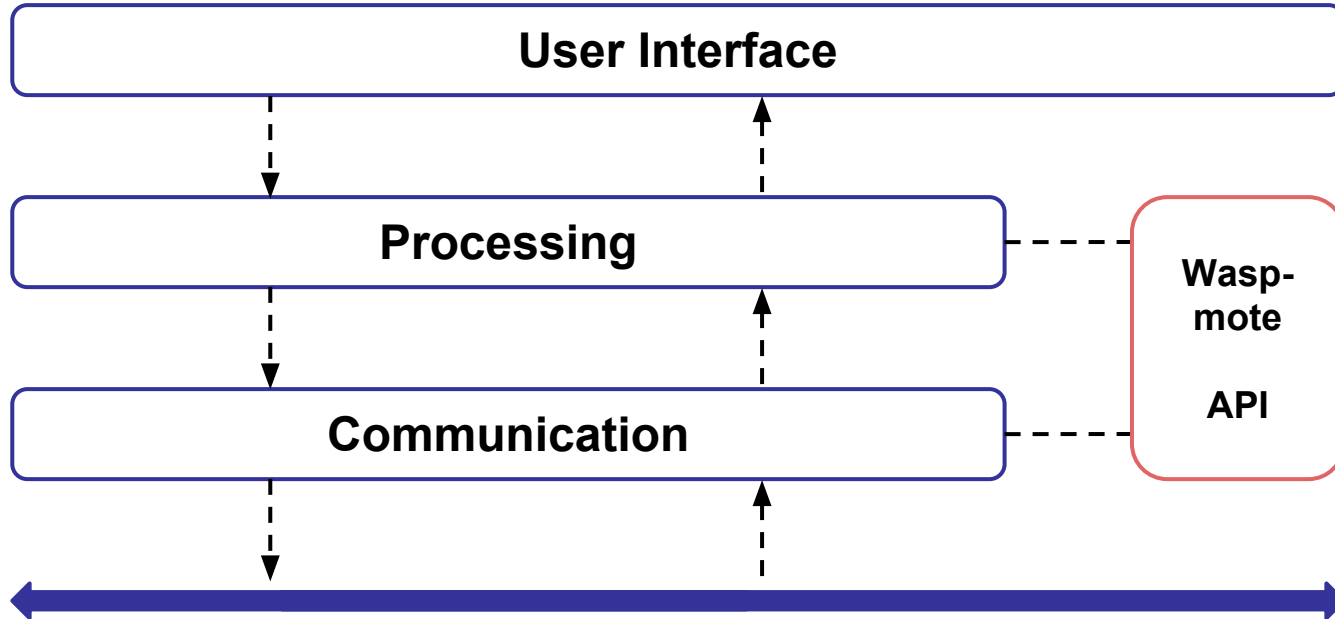 User Interface
Processing
Wasp-
mote
API
Communication